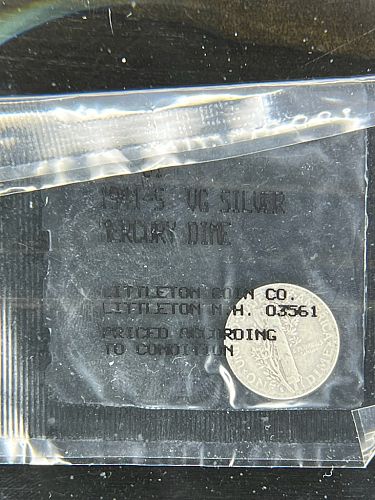 1941-S VG SILVER
MERCURY DIME
LITTLETON COIN CO.
LITTLETON N.H. 03561
PRICED ACCORDING
TO CONDITION